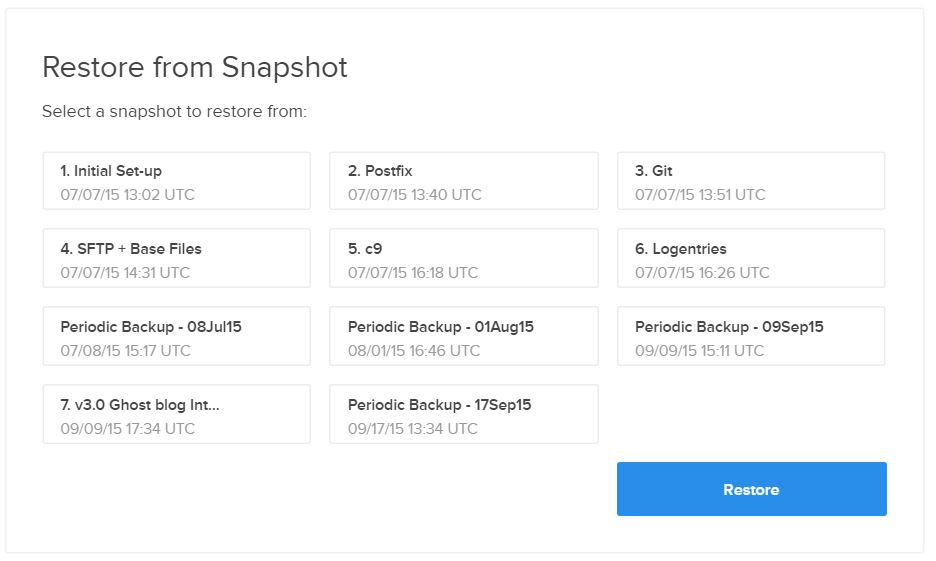 Restore from Snapshot
Select a snapshot to restore from:
1. Initial Set-up
07/07/15 13:02 UTC
2. Postfix
07/07/15 13:40 UTC
3. Git
07/07/15 13:51 UTC
4. SFTP + Base Files
07/07/15 14:31 UTC
5. c9
07/07/15 16:18 UTC
6. Logentries
07/07/15 16:26 UTC
Periodic Backup - 08Jul15
07/08/15 15:17 UTC
Periodic Backup - 01Aug15
08/01/15 16:46 UTC
Periodic Backup - 09Sep15
09/09/15 15:11 UTC
7. v3.0 Ghost blog Int...
09/09/15 17:34 UTC
Periodic Backup - 17Sep15
09/17/15 13:34 UTC
Restore